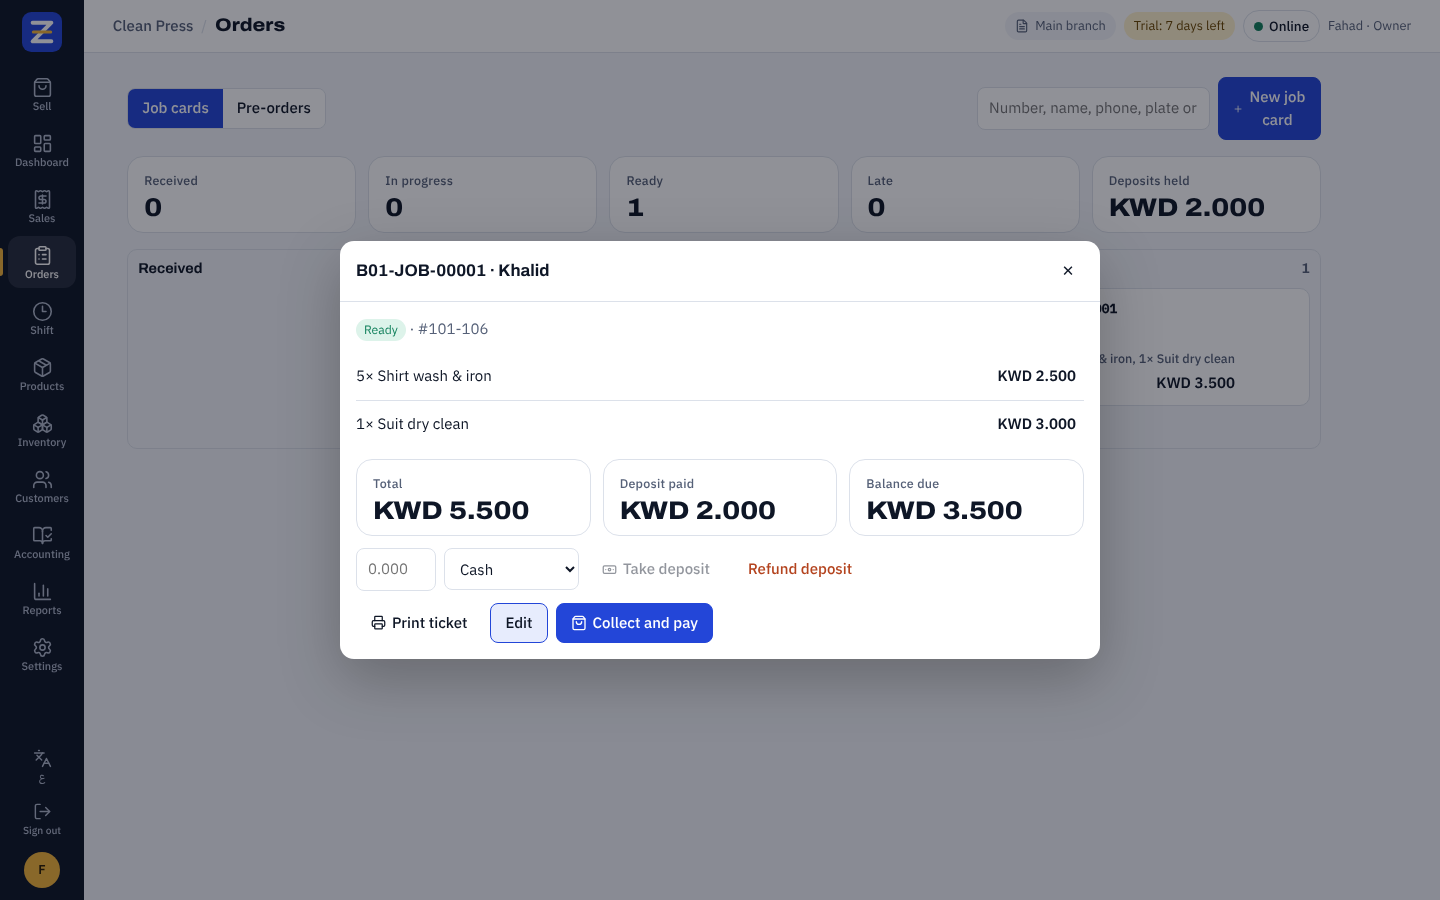 Z
Sell
Dashboard
Sales
Orders
Shift
Products
Inventory
Customers
Accounting
Reports
Settings
ع
Sign out
F
Clean Press / Orders
Main branch
Trial: 7 days left
Online
Fahad · Owner
Job cards
Pre-orders
Number, name, phone, plate or
+ New job
card
Received
0
In progress
0
Ready
1
Late
0
Deposits held
KWD 2.000
Received
1
& iron, 1× Suit dry clean
KWD 3.500
B01-JOB-00001 · Khalid
×
Ready · #101-106
5× Shirt wash & iron KWD 2.500
1× Suit dry clean KWD 3.000
Total
KWD 5.500
Deposit paid
KWD 2.000
Balance due
KWD 3.500
0.000
Cash
Take deposit
Refund deposit
Print ticket
Edit
Collect and pay